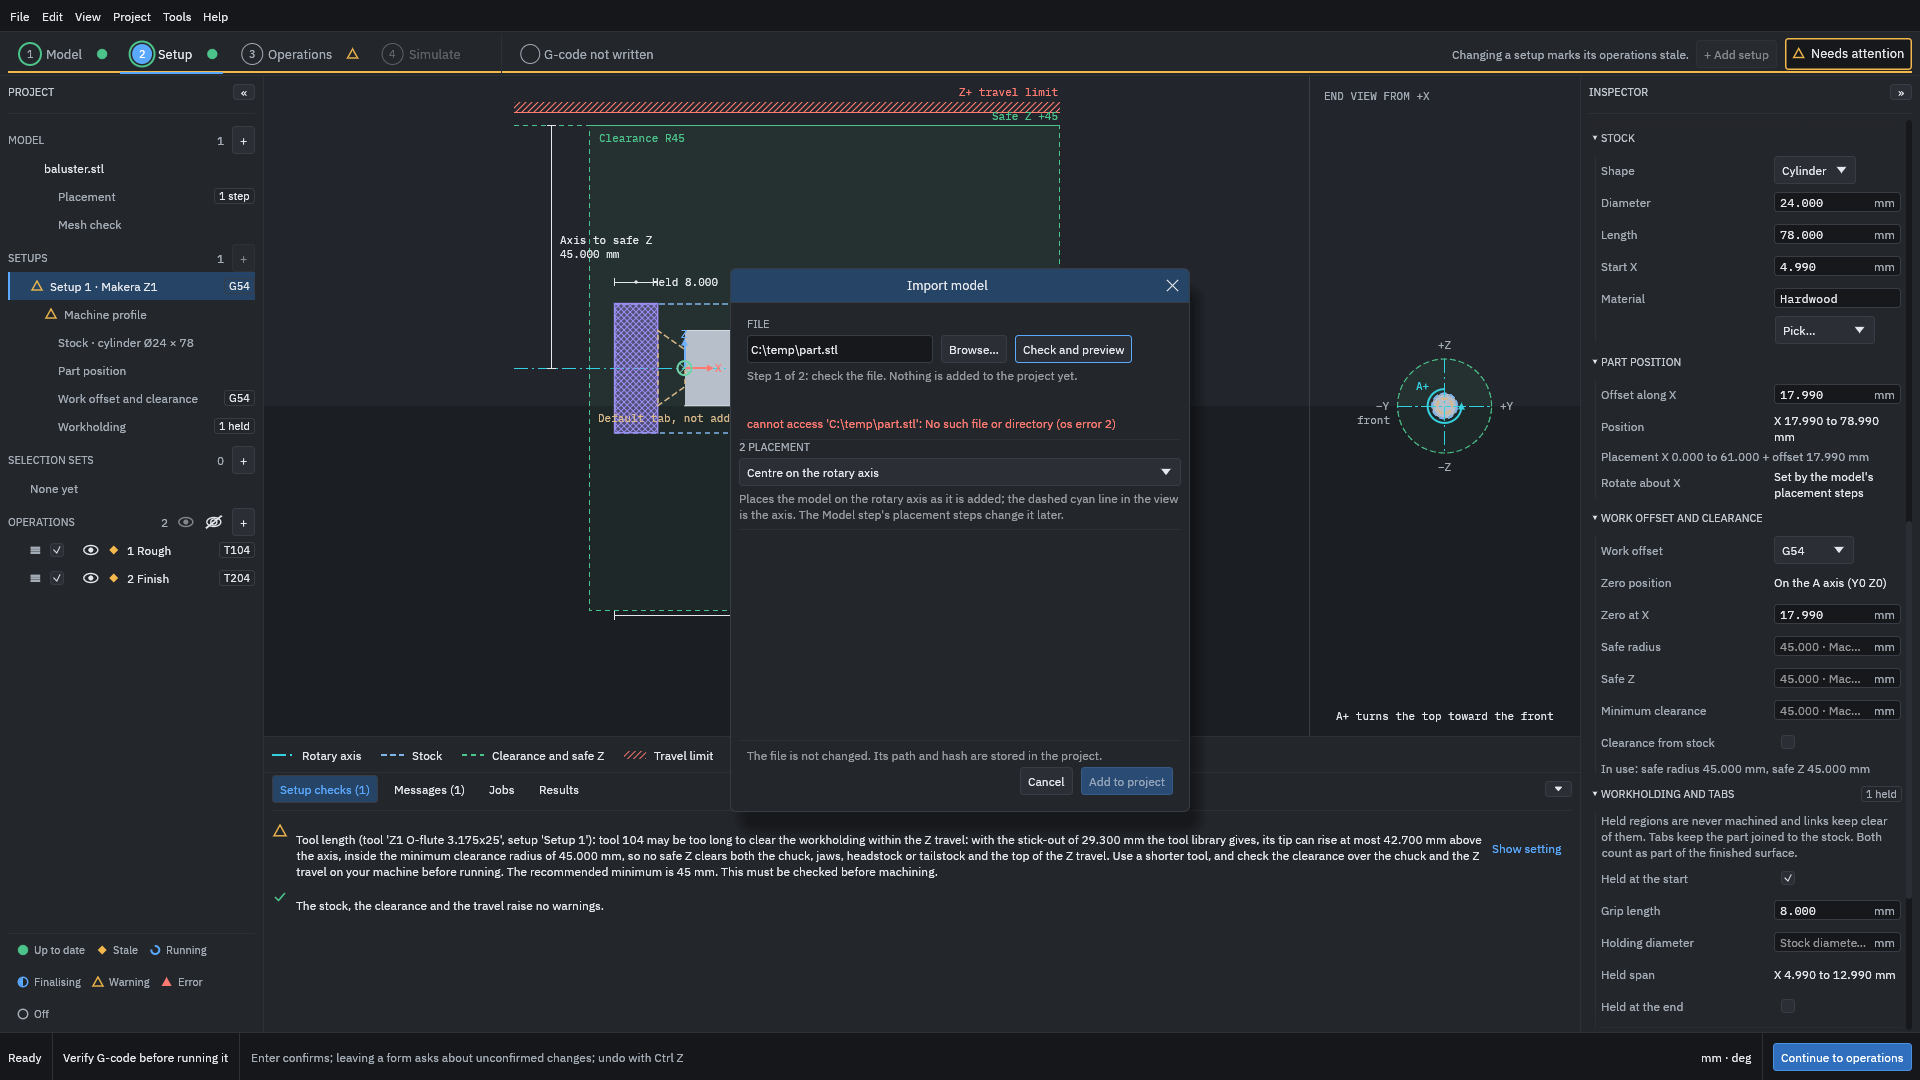 File Edit View Project Tools Help
1 Model 2 Setup 3 Operations 4 Simulate G-code not written Changing a setup marks its operations stale. + Add setup Needs attention
PROJECT «
MODEL 1 +
baluster.stl
Placement 1 step
Mesh check
SETUPS 1 +
Setup 1 · Makera Z1 G54
Machine profile
Stock · cylinder Ø24 × 78
Part position
Work offset and clearance G54
Workholding 1 held
SELECTION SETS 0 +
None yet
OPERATIONS 2 +
1 Rough T104
2 Finish T204
Up to date Stale Running
Finalising Warning Error
Off
Z+ travel limit
Safe Z +45
Clearance R45
Axis to safe Z
45.000 mm
Held 8.000
Z
X
Default tab, not add
END VIEW FROM +X
+Z
A+
−Y +Y
front
−Z
A+ turns the top toward the front
Import model
FILE
C:\temp\part.stl Browse... Check and preview
Step 1 of 2: check the file. Nothing is added to the project yet.
cannot access 'C:\temp\part.stl': No such file or directory (os error 2)
2 PLACEMENT
Centre on the rotary axis
Places the model on the rotary axis as it is added; the dashed cyan line in the view
is the axis. The Model step's placement steps change it later.
The file is not changed. Its path and hash are stored in the project.
Cancel Add to project
Rotary axis Stock Clearance and safe Z Travel limit
Setup checks (1) Messages (1) Jobs Results
Tool length (tool 'Z1 O-flute 3.175x25', setup 'Setup 1'): tool 104 may be too long to clear the workholding within the Z travel: with the stick-out of 29.300 mm the tool library gives, its tip can rise at most 42.700 mm above
the axis, inside the minimum clearance radius of 45.000 mm, so no safe Z clears both the chuck, jaws, headstock or tailstock and the top of the Z travel. Use a shorter tool, and check the clearance over the chuck and the Z
travel on your machine before running. The recommended minimum is 45 mm. This must be checked before machining.
Show setting
The stock, the clearance and the travel raise no warnings.
INSPECTOR »
STOCK
Shape Cylinder
Diameter 24.000 mm
Length 78.000 mm
Start X 4.990 mm
Material Hardwood
Pick...
PART POSITION
Offset along X 17.990 mm
Position X 17.990 to 78.990
mm
Placement X 0.000 to 61.000 + offset 17.990 mm
Rotate about X Set by the model's
placement steps
WORK OFFSET AND CLEARANCE
Work offset G54
Zero position On the A axis (Y0 Z0)
Zero at X 17.990 mm
Safe radius 45.000 · Mac... mm
Safe Z 45.000 · Mac... mm
Minimum clearance 45.000 · Mac... mm
Clearance from stock
In use: safe radius 45.000 mm, safe Z 45.000 mm
WORKHOLDING AND TABS 1 held
Held regions are never machined and links keep clear
of them. Tabs keep the part joined to the stock. Both
count as part of the finished surface.
Held at the start
Grip length 8.000 mm
Holding diameter Stock diamete... mm
Held span X 4.990 to 12.990 mm
Held at the end
Ready Verify G-code before running it Enter confirms; leaving a form asks about unconfirmed changes; undo with Ctrl Z mm · deg Continue to operations